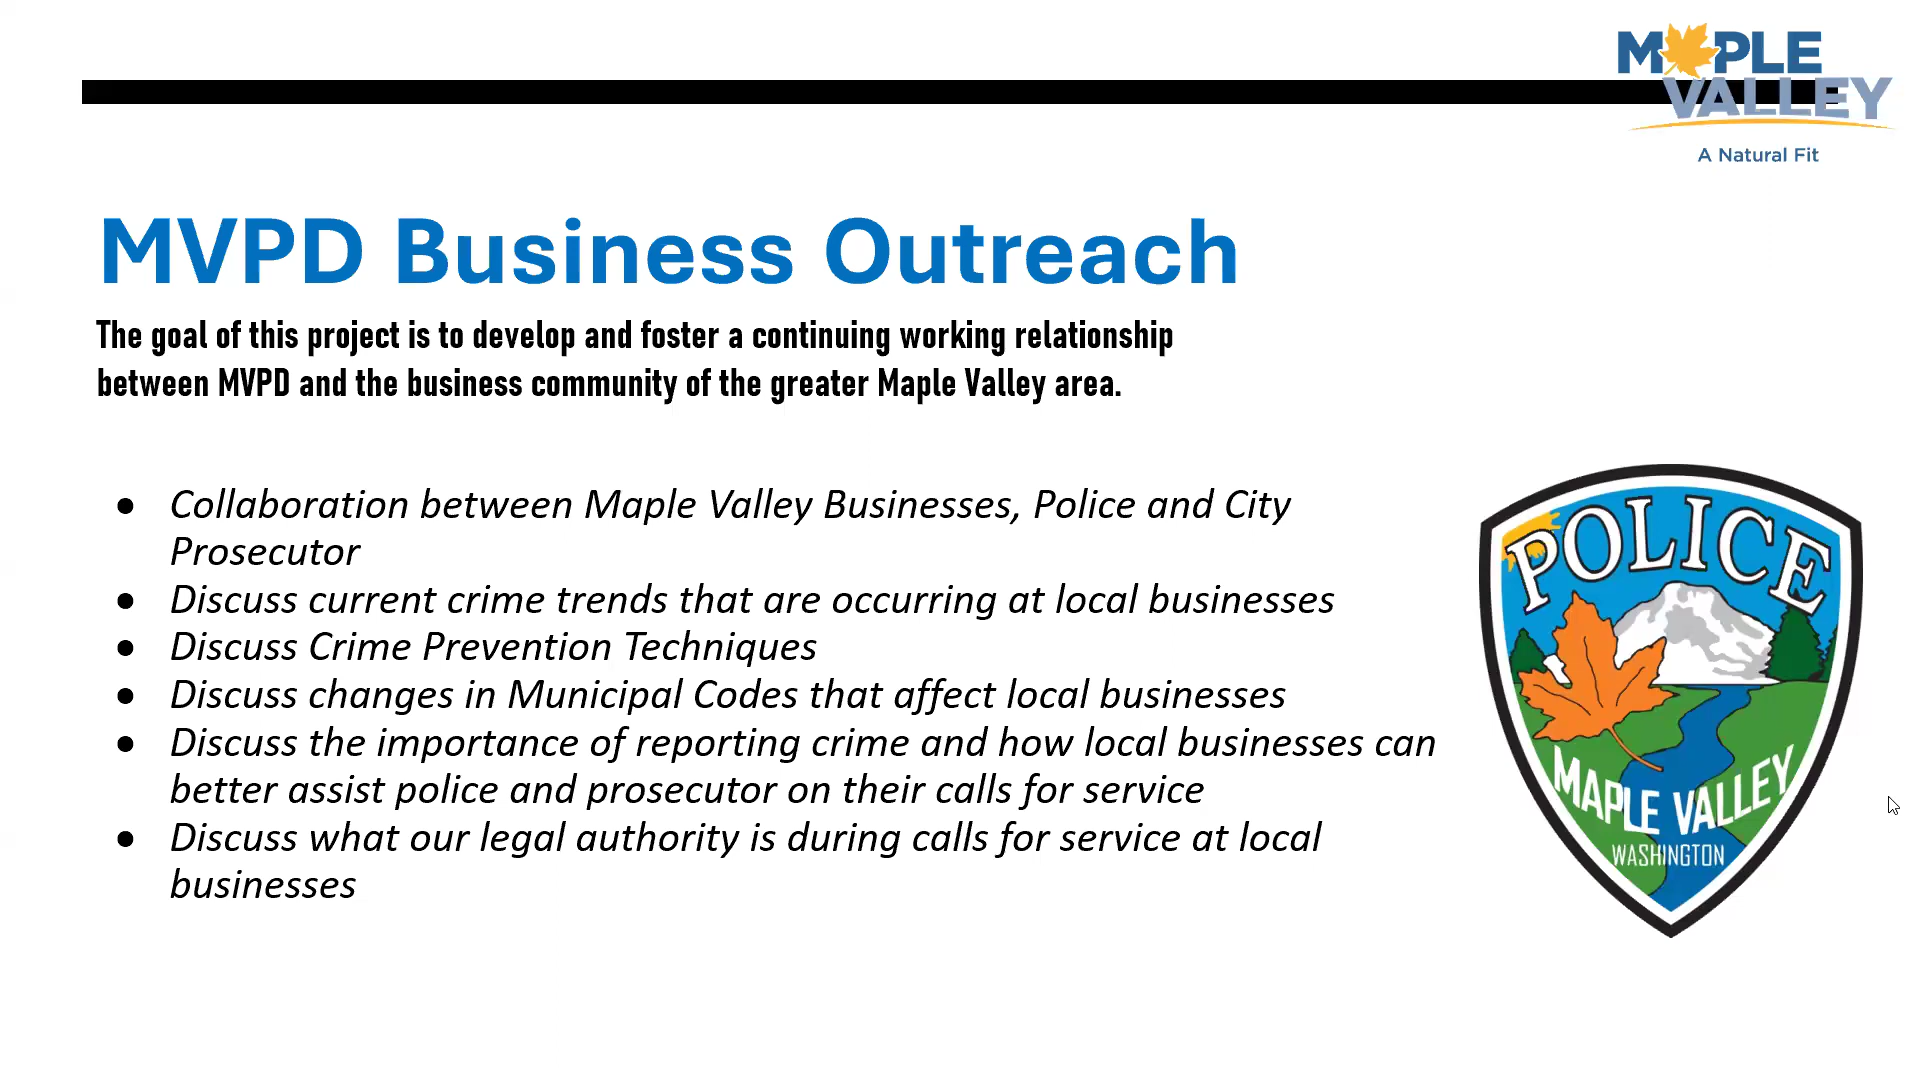 MAPLE
VALLEY
A Natural Fit
MVPD Business Outreach
The goal of this project is to develop and foster a continuing working relationship
between MVPD and the business community of the greater Maple Valley area.
• Collaboration between Maple Valley Businesses, Police and City
Prosecutor
• Discuss current crime trends that are occurring at local businesses
• Discuss Crime Prevention Techniques
• Discuss changes in Municipal Codes that affect local businesses
• Discuss the importance of reporting crime and how local businesses can
better assist police and prosecutor on their calls for service
• Discuss what our legal authority is during calls for service at local
businesses
POLICE
MAPLE VALLEY
WASHINGTON